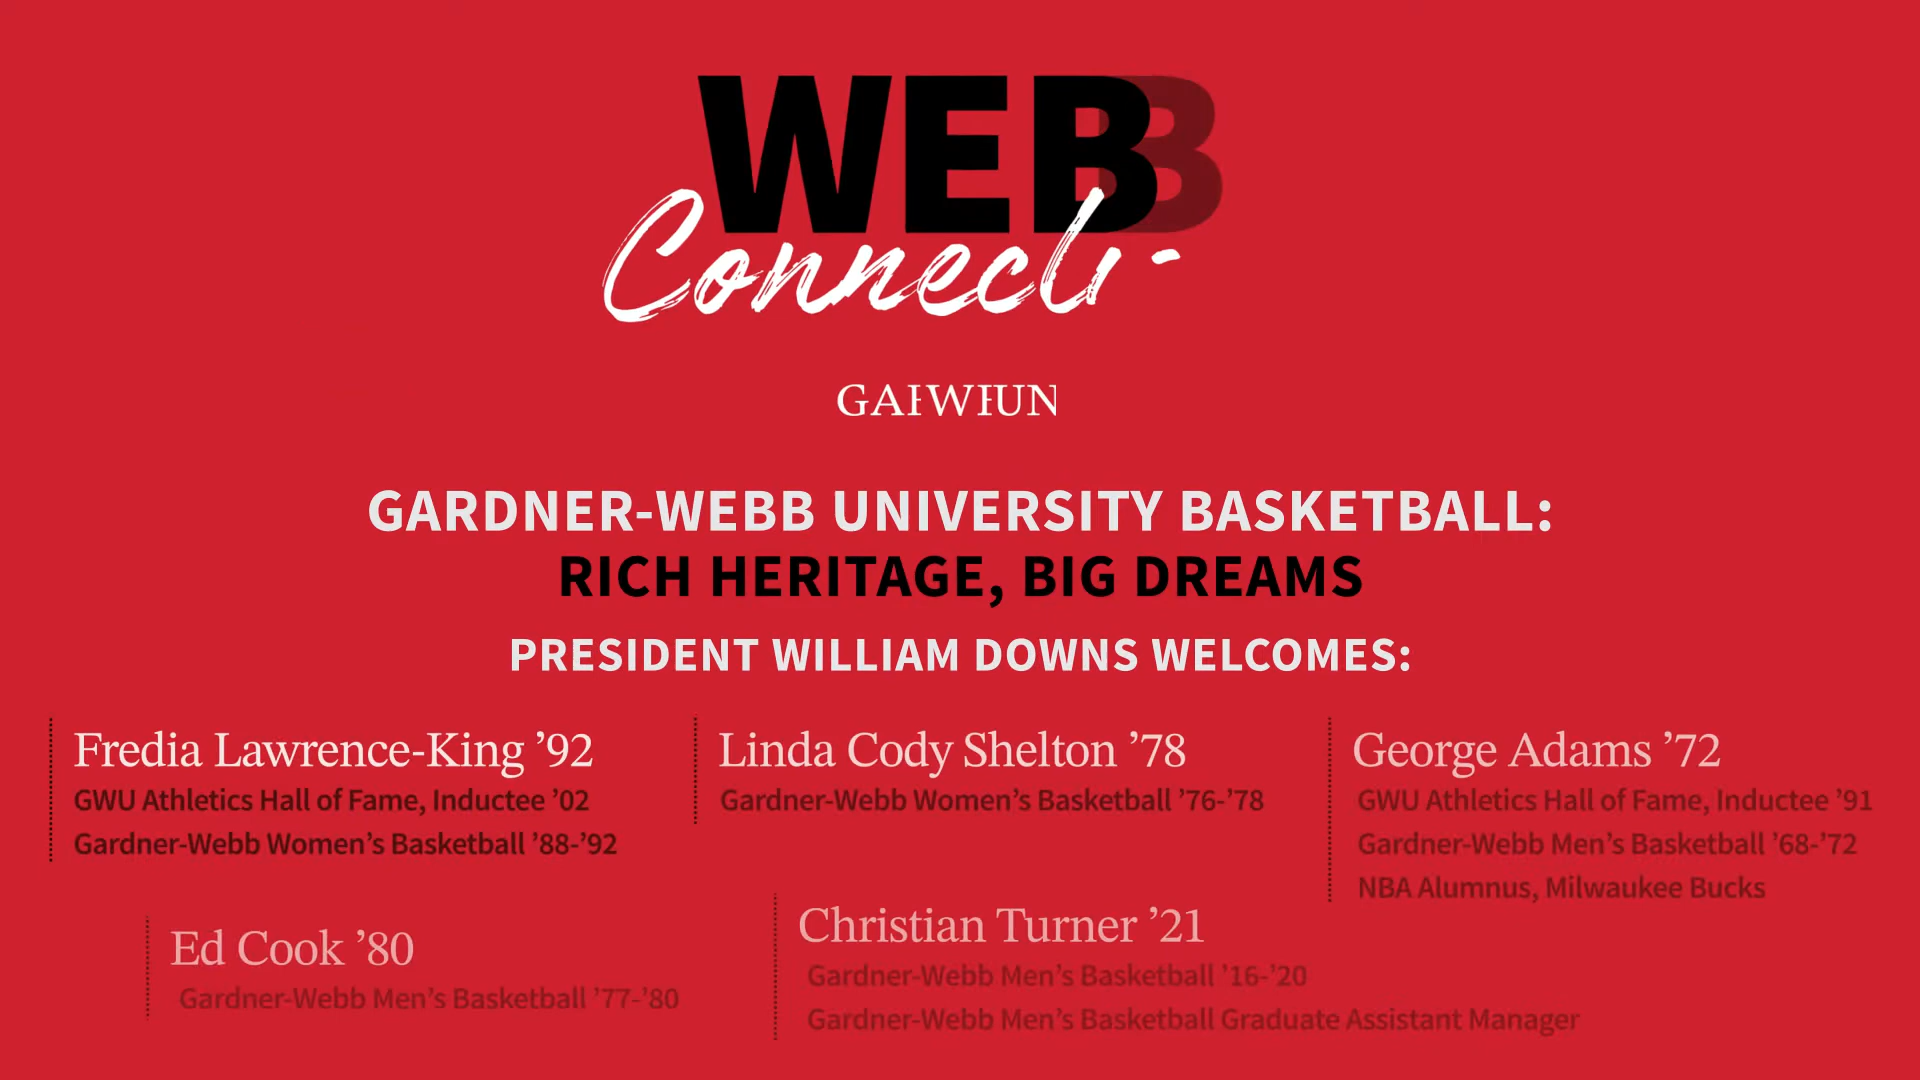 WEBB
Connecti-
GARDNER-WEBB UNIVERSITY BASKETBALL:
RICH HERITAGE, BIG DREAMS
PRESIDENT WILLIAM DOWNS WELCOMES:
Fredia Lawrence-King ’92
GWU Athletics Hall of Fame, Inductee ’02
Gardner-Webb Women’s Basketball ’88-’92
Linda Cody Shelton ’78
Gardner-Webb Women’s Basketball ’76-’78
George Adams ’72
GWU Athletics Hall of Fame, Inductee ’91
Gardner-Webb Men’s Basketball ’68-’72
NBA Alumnus, Milwaukee Bucks
Ed Cook ’80
Gardner-Webb Men’s Basketball ’77-’80
Christian Turner ’21
Gardner-Webb Men’s Basketball ’16-’20
Gardner-Webb Men’s Basketball Graduate Assistant Manager